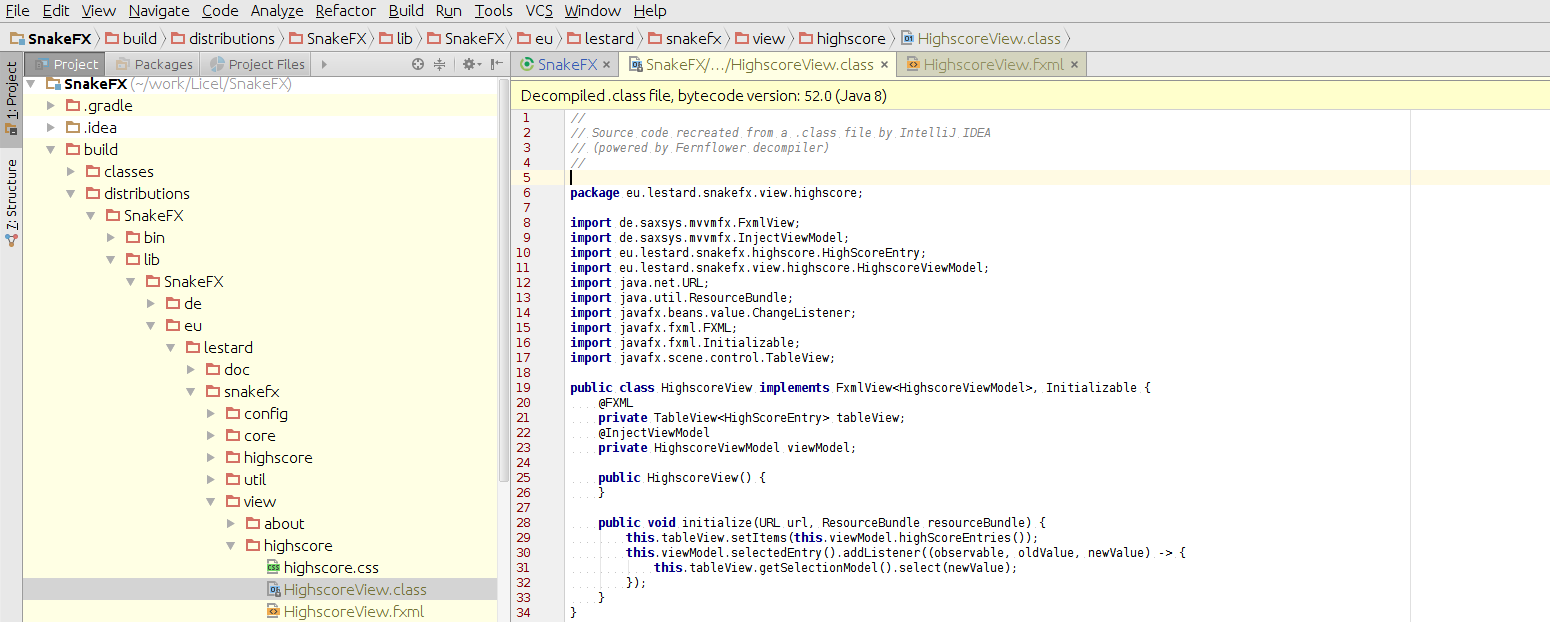 File Edit View Navigate Code Analyze Refactor Build Run Tools VCS Window Help
SnakeFX build distributions SnakeFX lib SnakeFX eu lestard snakefx view highscore HighscoreView.class
1: Project
7: Structure
Project Packages Project Files
SnakeFX (~/work/Licel/SnakeFX)
.gradle
.idea
build
classes
distributions
SnakeFX
bin
lib
SnakeFX
de
eu
lestard
doc
snakefx
config
core
highscore
util
view
about
highscore
highscore.css
HighscoreView.class
HighscoreView.fxml
SnakeFX × SnakeFX/.../HighscoreView.class × HighscoreView.fxml ×
Decompiled .class file, bytecode version: 52.0 (Java 8)
1 //
2 // Source code recreated from a .class file by IntelliJ IDEA
3 // (powered by Fernflower decompiler)
4 //
5
6 package eu.lestard.snakefx.view.highscore;
7
8 import de.saxsys.mvvmfx.FxmlView;
9 import de.saxsys.mvvmfx.InjectViewModel;
10 import eu.lestard.snakefx.highscore.HighScoreEntry;
11 import eu.lestard.snakefx.view.highscore.HighscoreViewModel;
12 import java.net.URL;
13 import java.util.ResourceBundle;
14 import javafx.beans.value.ChangeListener;
15 import javafx.fxml.FXML;
16 import javafx.fxml.Initializable;
17 import javafx.scene.control.TableView;
18
19 public class HighscoreView implements FxmlView<HighscoreViewModel>, Initializable {
20 @FXML
21 private TableView<HighScoreEntry> tableView;
22 @InjectViewModel
23 private HighscoreViewModel viewModel;
24
25 public HighscoreView() {
26 }
27
28 public void initialize(URL url, ResourceBundle resourceBundle) {
29 this.tableView.setItems(this.viewModel.highScoreEntries());
30 this.viewModel.selectedEntry().addListener((observable, oldValue, newValue) -> {
31 this.tableView.getSelectionModel().select(newValue);
32 });
33 }
34 }